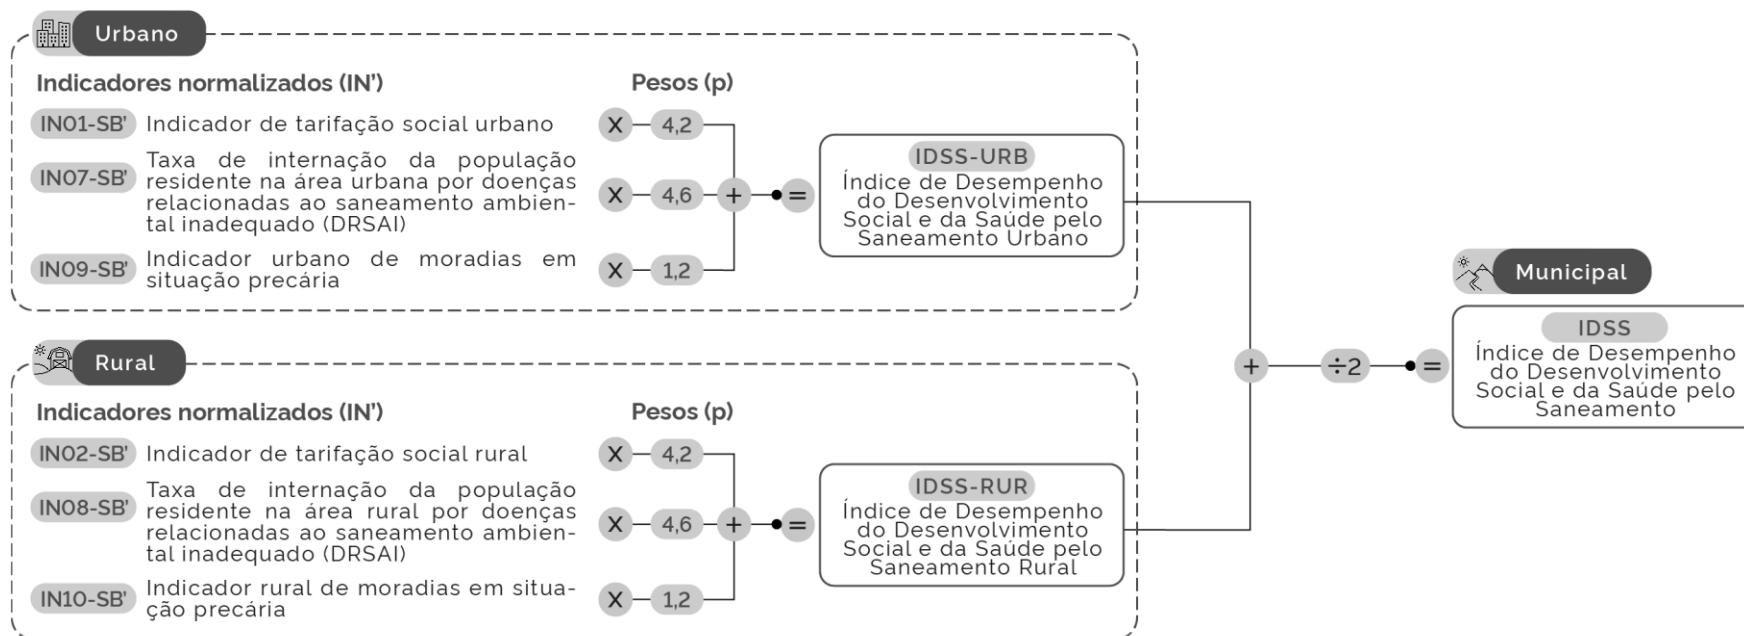 Urbano
Indicadores normalizados (IN’)
Pesos (p)
IN01-SB’ Indicador de tarifação social urbano
X 4,2
IN07-SB’
Taxa de internação da população
residente na área urbana por doenças
relacionadas ao saneamento ambien-
tal inadequado (DRSAI)
X 4,6 + =
IN09-SB’
Indicador urbano de moradias em
situação precária
X 1,2
IDSS-URB
Índice de Desempenho
do Desenvolvimento
Social e da Saúde pelo
Saneamento Urbano
Rural
Indicadores normalizados (IN’)
Pesos (p)
IN02-SB’ Indicador de tarifação social rural
X 4,2
IN08-SB’
Taxa de internação da população
residente na área rural por doenças
relacionadas ao saneamento ambien-
tal inadequado (DRSAI)
X 4,6 + =
IN10-SB’
Indicador rural de moradias em situa-
ção precária
X 1,2
IDSS-RUR
Índice de Desempenho
do Desenvolvimento
Social e da Saúde pelo
Saneamento Rural
+ ÷2 =
Municipal
IDSS
Índice de Desempenho
do Desenvolvimento
Social e da Saúde pelo
Saneamento